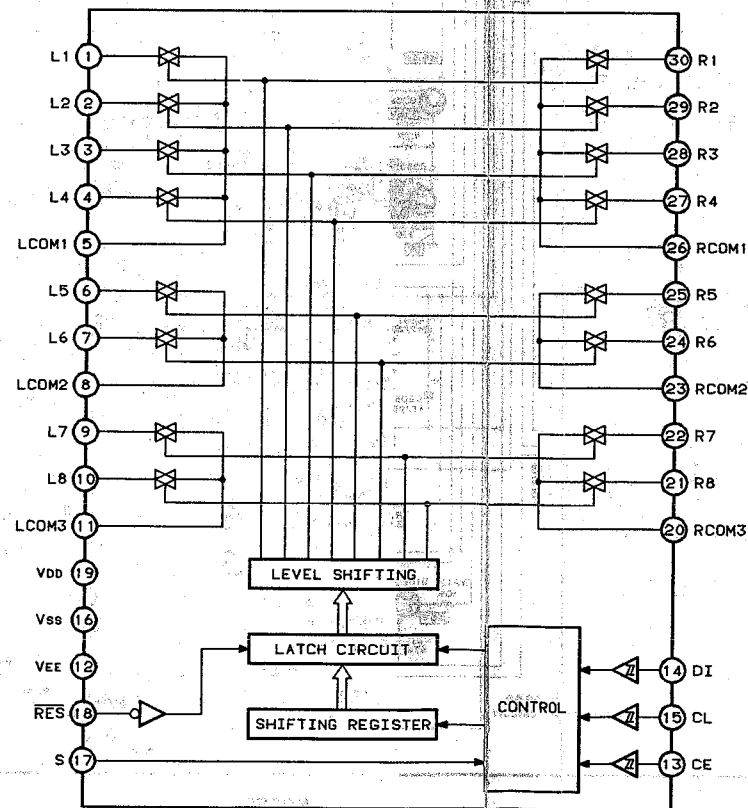 L1 1 30 R1
L2 2 29 R2
L3 3 28 R3
L4 4 27 R4
LCOM1 5 26 RCOM1
L5 6 25 R5
L6 7 24 R6
LCOM2 8 23 RCOM2
L7 9 22 R7
L8 10 21 R8
LCOM3 11 20 RCOM3
VDD 19
LEVEL SHIFTING
VSS 16
LATCH CIRCUIT
VEE 12 14 DI
RES 18 CONTROL 15 CL
SHIFTING REGISTER
S 17 13 CE